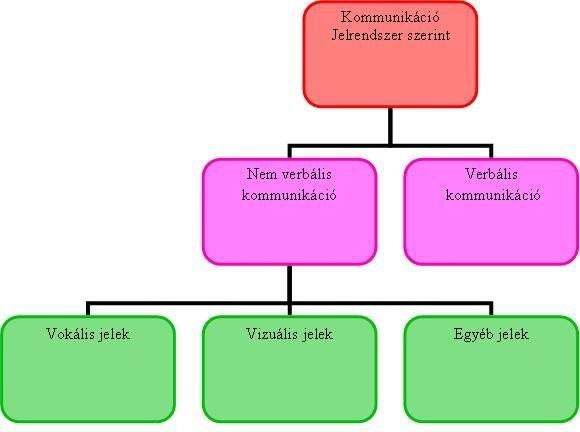 Kommunikáció
Jelrendszer szerint
Nem verbális
kommunikáció
Verbális
kommunikáció
Vokális jelek
Vizuális jelek
Egyéb jelek